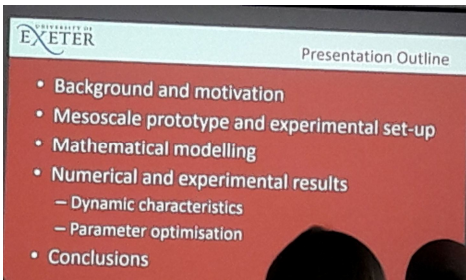 UNIVERSITY OF
EXETER
Presentation Outline
• Background and motivation
• Mesoscale prototype and experimental set-up
• Mathematical modelling
• Numerical and experimental results
– Dynamic characteristics
– Parameter optimisation
• Conclusions